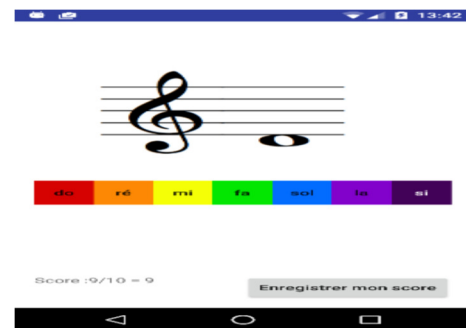 13:42
do ré mi fa sol la si
Score :9/10 = 9
Enregistrer mon score